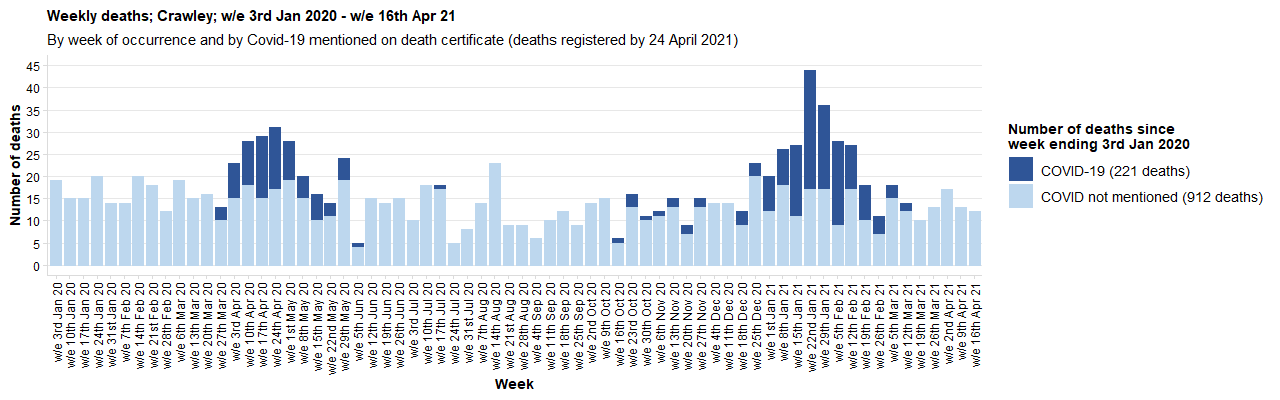 Weekly deaths; Crawley; w/e 3rd Jan 2020 - w/e 16th Apr 21
By week of occurrence and by Covid-19 mentioned on death certificate (deaths registered by 24 April 2021)
Number of deaths
45
40
35
30
25
20
15
10
5
0
w/e 3rd Jan 20
w/e 10th Jan 20
w/e 17th Jan 20
w/e 24th Jan 20
w/e 31st Jan 20
w/e 7th Feb 20
w/e 14th Feb 20
w/e 21st Feb 20
w/e 28th Feb 20
w/e 6th Mar 20
w/e 13th Mar 20
w/e 20th Mar 20
w/e 27th Mar 20
w/e 3rd Apr 20
w/e 10th Apr 20
w/e 17th Apr 20
w/e 24th Apr 20
w/e 1st May 20
w/e 8th May 20
w/e 15th May 20
w/e 22nd May 20
w/e 29th May 20
w/e 5th Jun 20
w/e 12th Jun 20
w/e 19th Jun 20
w/e 26th Jun 20
w/e 3rd Jul 20
w/e 10th Jul 20
w/e 17th Jul 20
w/e 24th Jul 20
w/e 31st Jul 20
w/e 7th Aug 20
w/e 14th Aug 20
w/e 21st Aug 20
w/e 28th Aug 20
w/e 4th Sep 20
w/e 11th Sep 20
w/e 18th Sep 20
w/e 25th Sep 20
w/e 2nd Oct 20
w/e 9th Oct 20
w/e 16th Oct 20
w/e 23rd Oct 20
w/e 30th Oct 20
w/e 6th Nov 20
w/e 13th Nov 20
w/e 20th Nov 20
w/e 27th Nov 20
w/e 4th Dec 20
w/e 11th Dec 20
w/e 18th Dec 20
w/e 25th Dec 20
w/e 1st Jan 21
w/e 8th Jan 21
w/e 15th Jan 21
w/e 22nd Jan 21
w/e 29th Jan 21
w/e 5th Feb 21
w/e 12th Feb 21
w/e 19th Feb 21
w/e 26th Feb 21
w/e 5th Mar 21
w/e 12th Mar 21
w/e 19th Mar 21
w/e 26th Mar 21
w/e 2nd Apr 21
w/e 9th Apr 21
w/e 16th Apr 21
Week
Number of deaths since
week ending 3rd Jan 2020
COVID-19 (221 deaths)
COVID not mentioned (912 deaths)